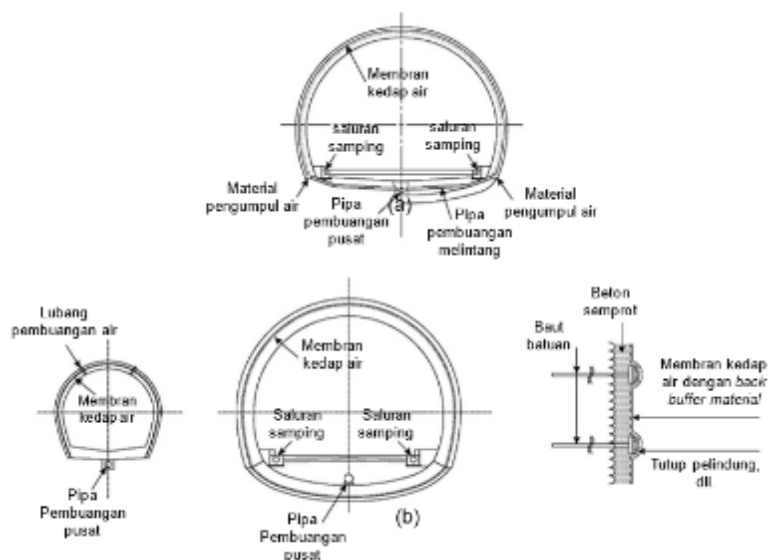 Membran
kedap air
saluran
samping
saluran
samping
Material
pengumpul air
Pipa
pembuangan
pusat
(a)
Pipa
pembuangan
melintang
Material
pengumpul air
Lubang
pembuangan air
Membran
kedap air
Pipa
Pembuangan
pusat
Membran
kedap air
Saluran
samping
Saluran
samping
Pipa
Pembuangan
pusat
(b)
Beton
semprot
Baut
batuan
Membran kedap
air dengan back
buffer material
Tutup pelindung,
dll